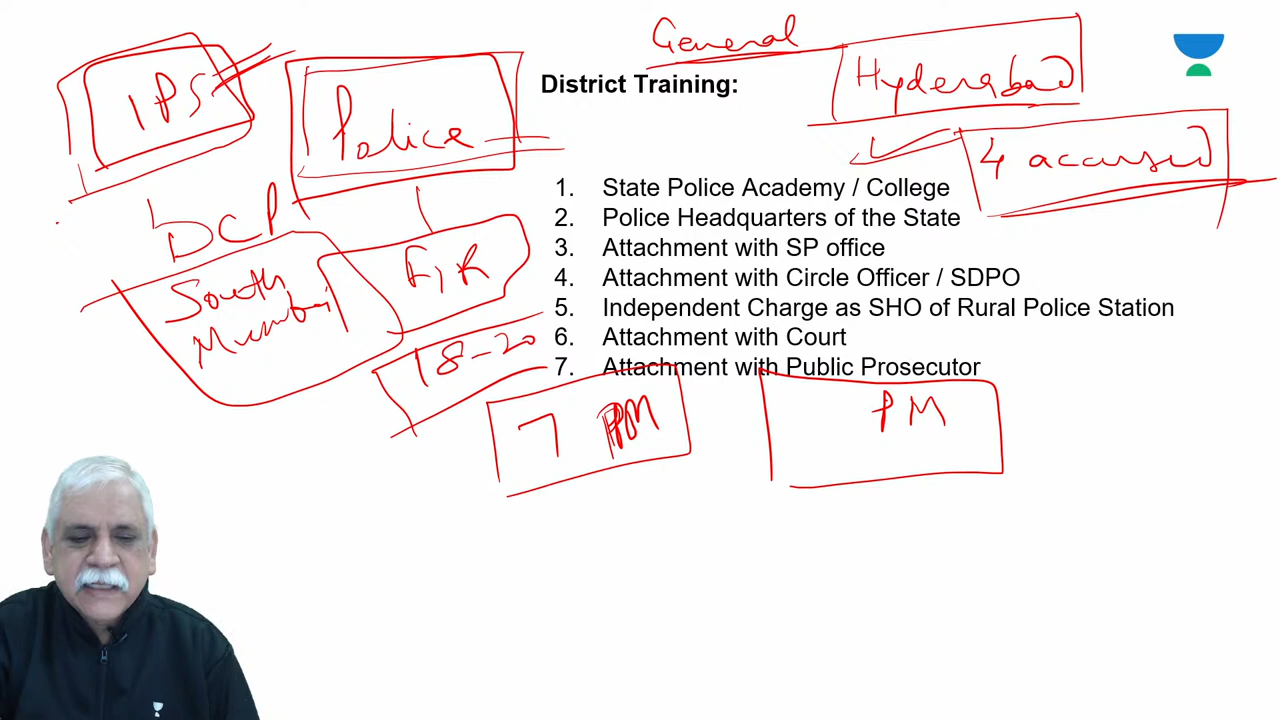 General
IPS
Police
District Training:
Hyderabad
4 accused
1. State Police Academy / College
DCP
2. Police Headquarters of the State
3. Attachment with SP office
FIR
4. Attachment with Circle Officer / SDPO
South
Mumbai
5. Independent Charge as SHO of Rural Police Station
18-20
6. Attachment with Court
7. Attachment with Public Prosecutor
7 PM
PM